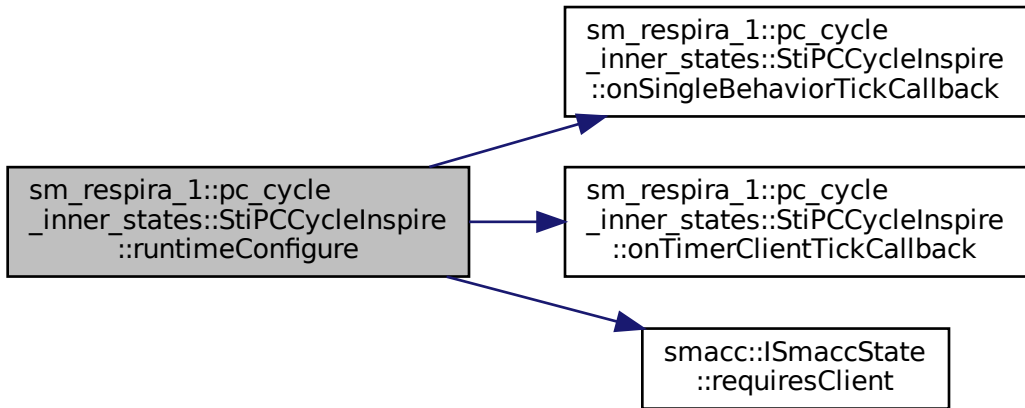 sm_respira_1::pc_cycle
_inner_states::StiPCCycleInspire
::runtimeConfigure
sm_respira_1::pc_cycle
_inner_states::StiPCCycleInspire
::onSingleBehaviorTickCallback
sm_respira_1::pc_cycle
_inner_states::StiPCCycleInspire
::onTimerClientTickCallback
smacc::ISmaccState
::requiresClient